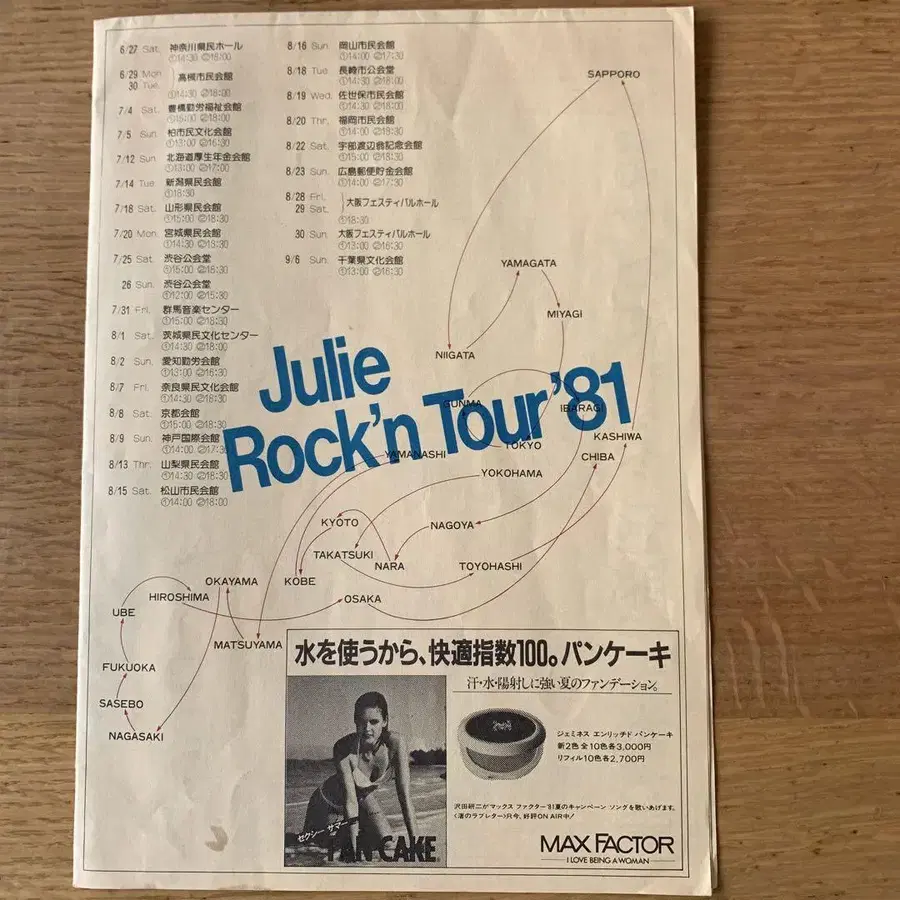 6/27 Sat. 神奈川県民ホール
①14:30 ②18:00
6/29 Mon
30 Tue.
高槻市民会館
①18:30
7/4 Sat. 豊橋勤労福祉会館
①15:00 ②18:00
7/5 Sun. 柏市民文化会館
①13:00 ②16:30
7/12 Sun. 北海道厚生年金会館
①13:00 ②17:00
7/14 Tue. 新潟県民会館
①18:30
7/18 Sat. 山形県民会館
①15:00 ②18:30
7/20 Mon. 宮城県民会館
①14:30 ②18:30
7/25 Sat. 渋谷公会堂
①15:00 ②18:30
26 Sun. 渋谷公会堂
①12:00 ②15:30
7/31 Fri. 群馬音楽センター
①15:00 ②18:30
8/1 Sat. 茨城県民文化センター
①14:30 ②18:00
8/2 Sun. 愛知勤労会館
①13:00 ②16:30
8/7 Fri. 奈良県民文化会館
①14:30 ②18:30
8/8 Sat. 京都会館
①15:00 ②18:30
8/9 Sun. 神戸国際会館
①14:00 ②17:30
8/13 Thr. 山梨県民会館
①14:30 ②18:30
8/15 Sat. 松山市民会館
①14:00 ②18:00
8/16 Sun 岡山市民会館
①14:00 ②17:30
8/18 Tue 長崎市公会堂
①14:30 ②18:00
8/19 Wed. 佐世保市民会館
①14:30 ②18:00
8/20 Thr. 福岡市民会館
①14:00 ②18:30
8/22 Sat. 宇部渡辺翁記念会館
①15:00 ②18:30
8/23 Sun. 広島郵便貯金会館
①14:00 ②17:30
8/28 Fri.
29 Sat.
大阪フェスティバルホール
①18:30
30 Sun. 大阪フェスティバルホール
①13:00 ②16:30
9/6 Sun. 千葉県文化会館
①13:00 ②16:30
SAPPORO
YAMAGATA
MIYAGI
NIIGATA
Julie
Rock'n Tour '81
GUNMA
IBARAGI
KASHIWA
TOKYO
CHIBA
YAMANASHI
YOKOHAMA
KYOTO
NAGOYA
TAKATSUKI
NARA
TOYOHASHI
OKAYAMA
KOBE
HIROSHIMA
OSAKA
UBE
MATSUYAMA
FUKUOKA
SASEBO
NAGASAKI
水を使うから、快適指数100。パンケーキ
汗・水・陽射しに強い夏のファンデーション。
ジェミネス エンリッチド パンケーキ
新2色 全10色各3,000円
リフィル10色各2,700円
沢田研二がマックス ファクター'81夏のキャンペーン ソングを歌いあげます。
〈渚のラブレター〉只今、好評ON AIR中!
セクシー サマー
PAN-CAKE
MAX FACTOR
I LOVE BEING A WOMAN